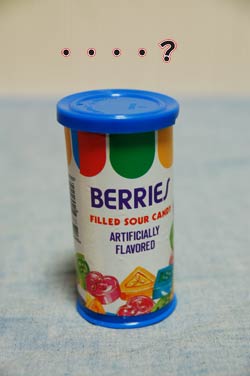 ・・・・？
BERRIES
FILLED SOUR CANDY
ARTIFICIALLY
FLAVORED